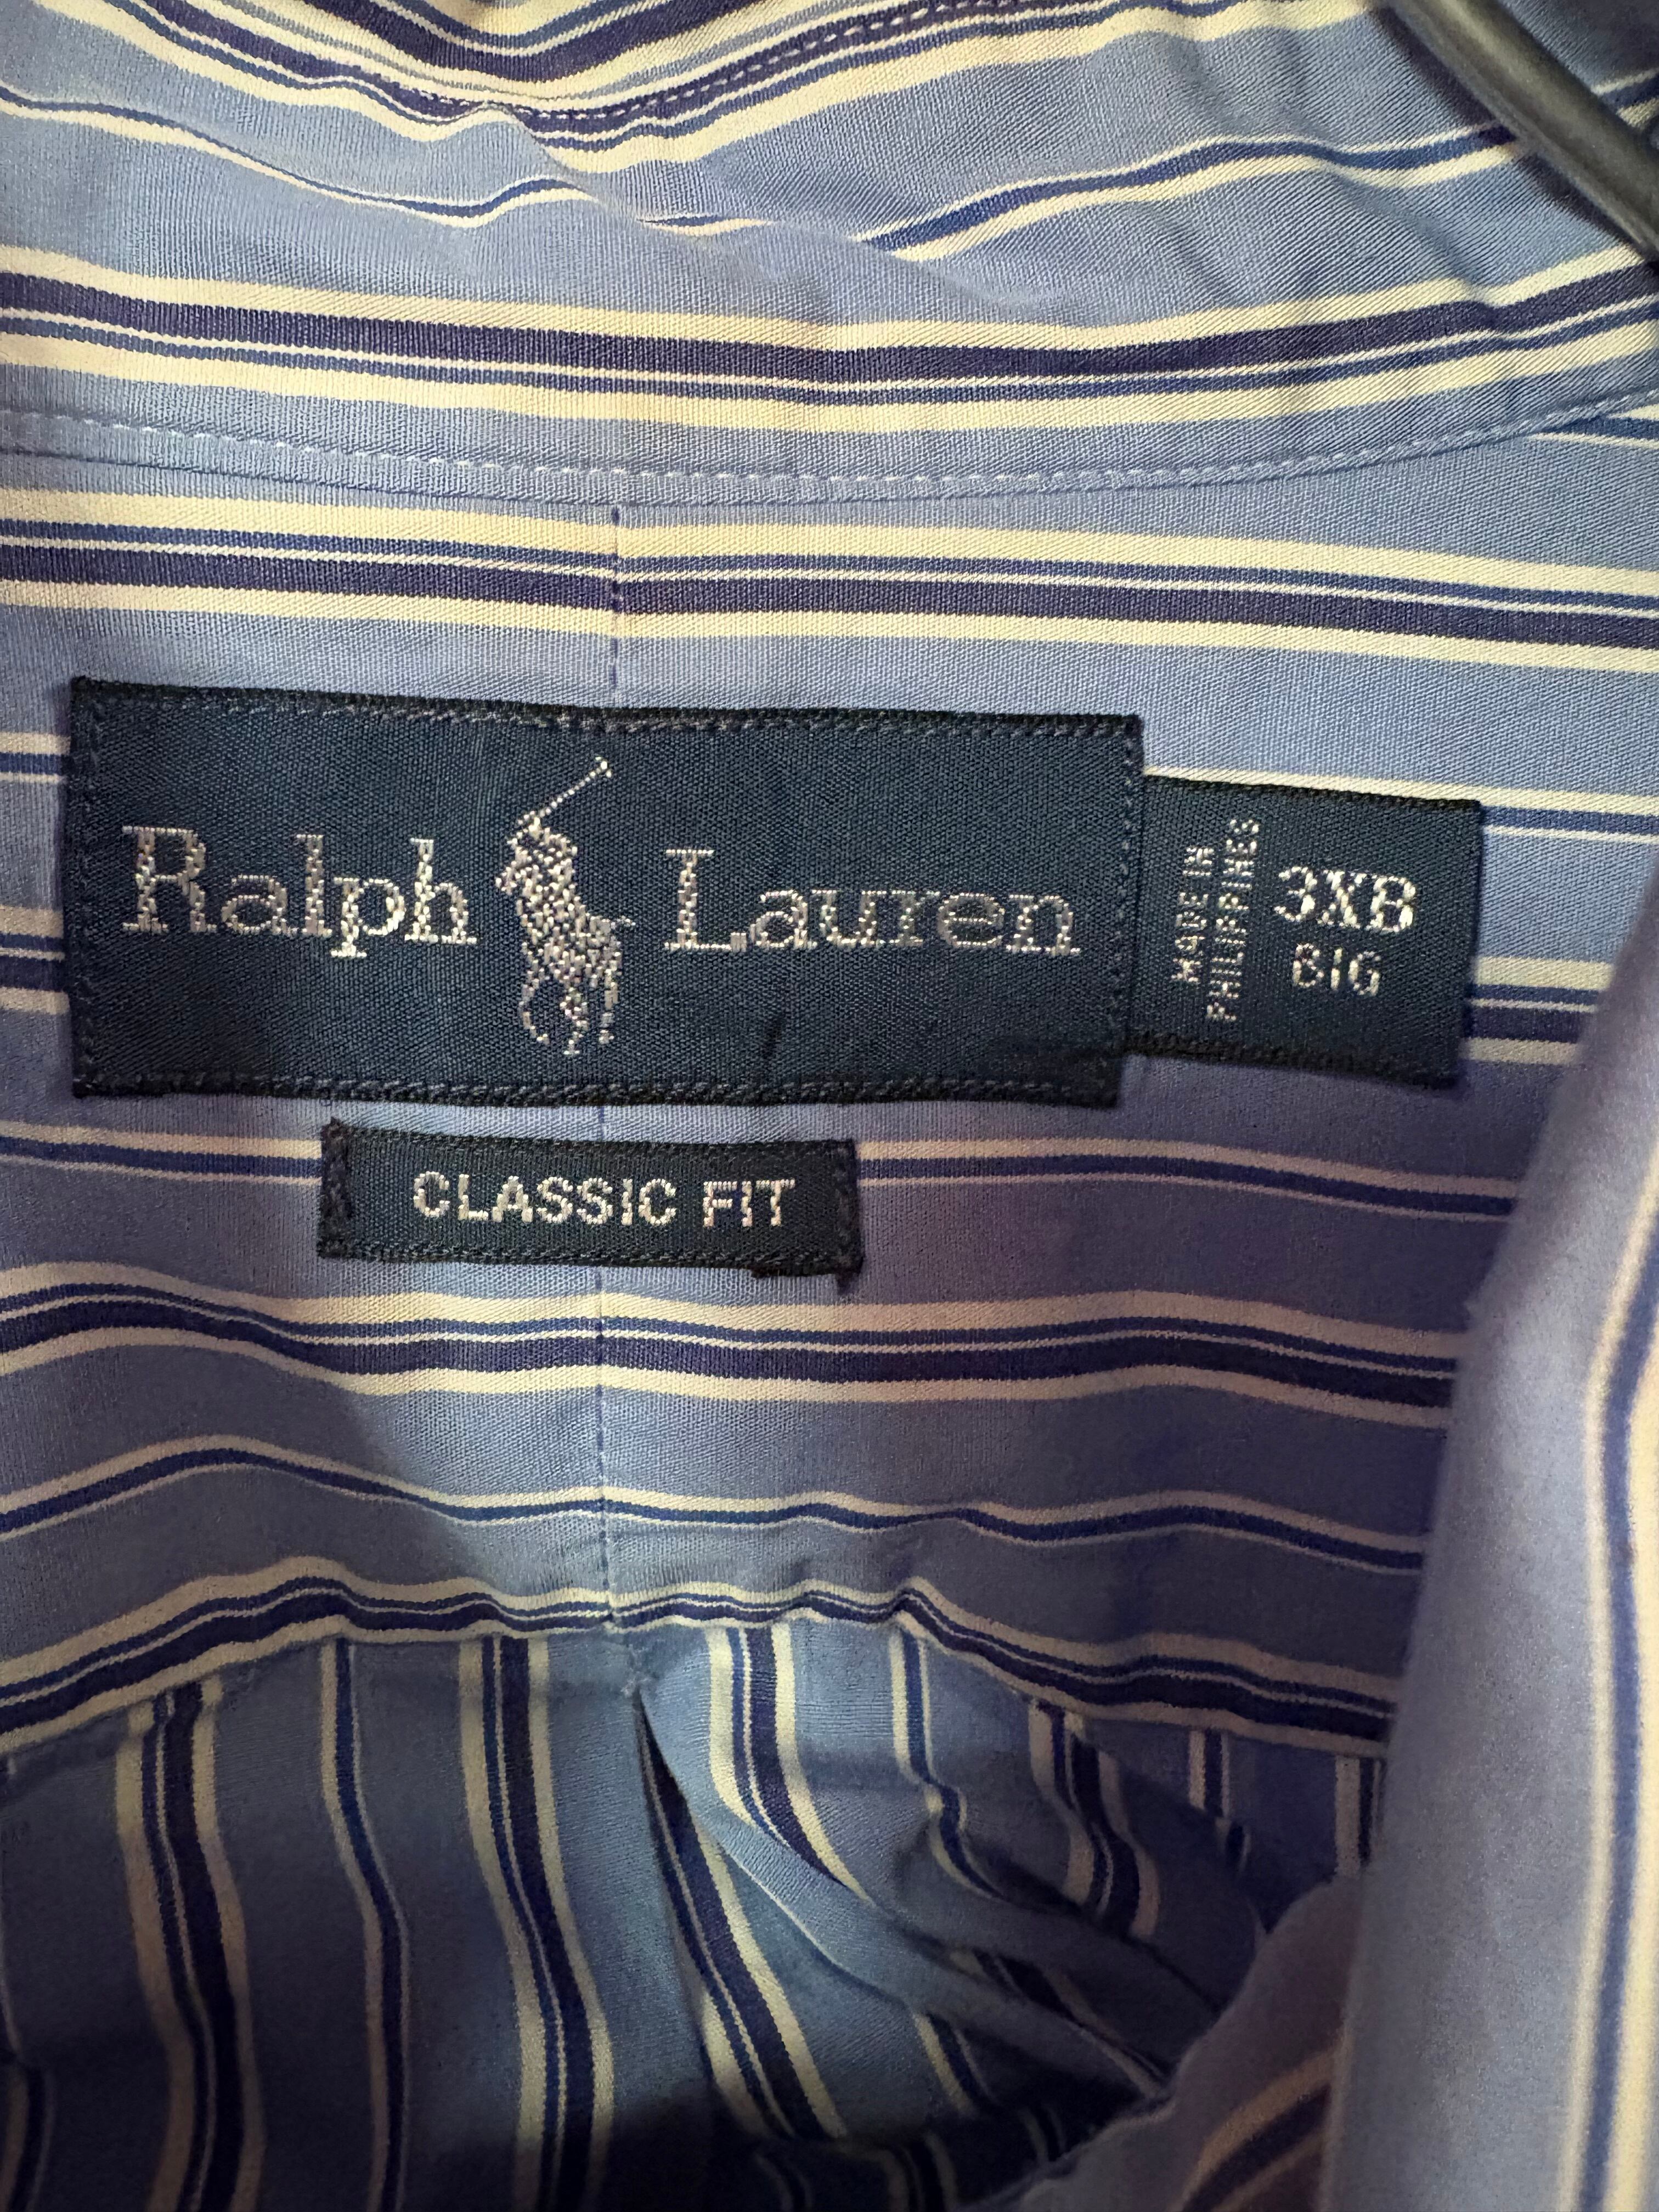 Ralph Lauren
MADE IN
PHILIPPINES
3XB
BIG
CLASSIC FIT